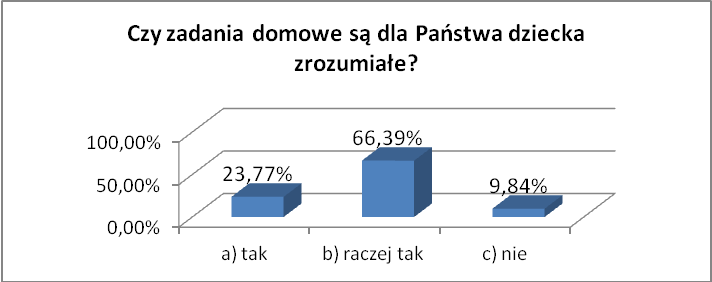 Czy zadania domowe są dla Państwa dziecka
zrozumiałe?
100,00%
50,00%
0,00%
23,77%
66,39%
9,84%
a) tak
b) raczej tak
c) nie